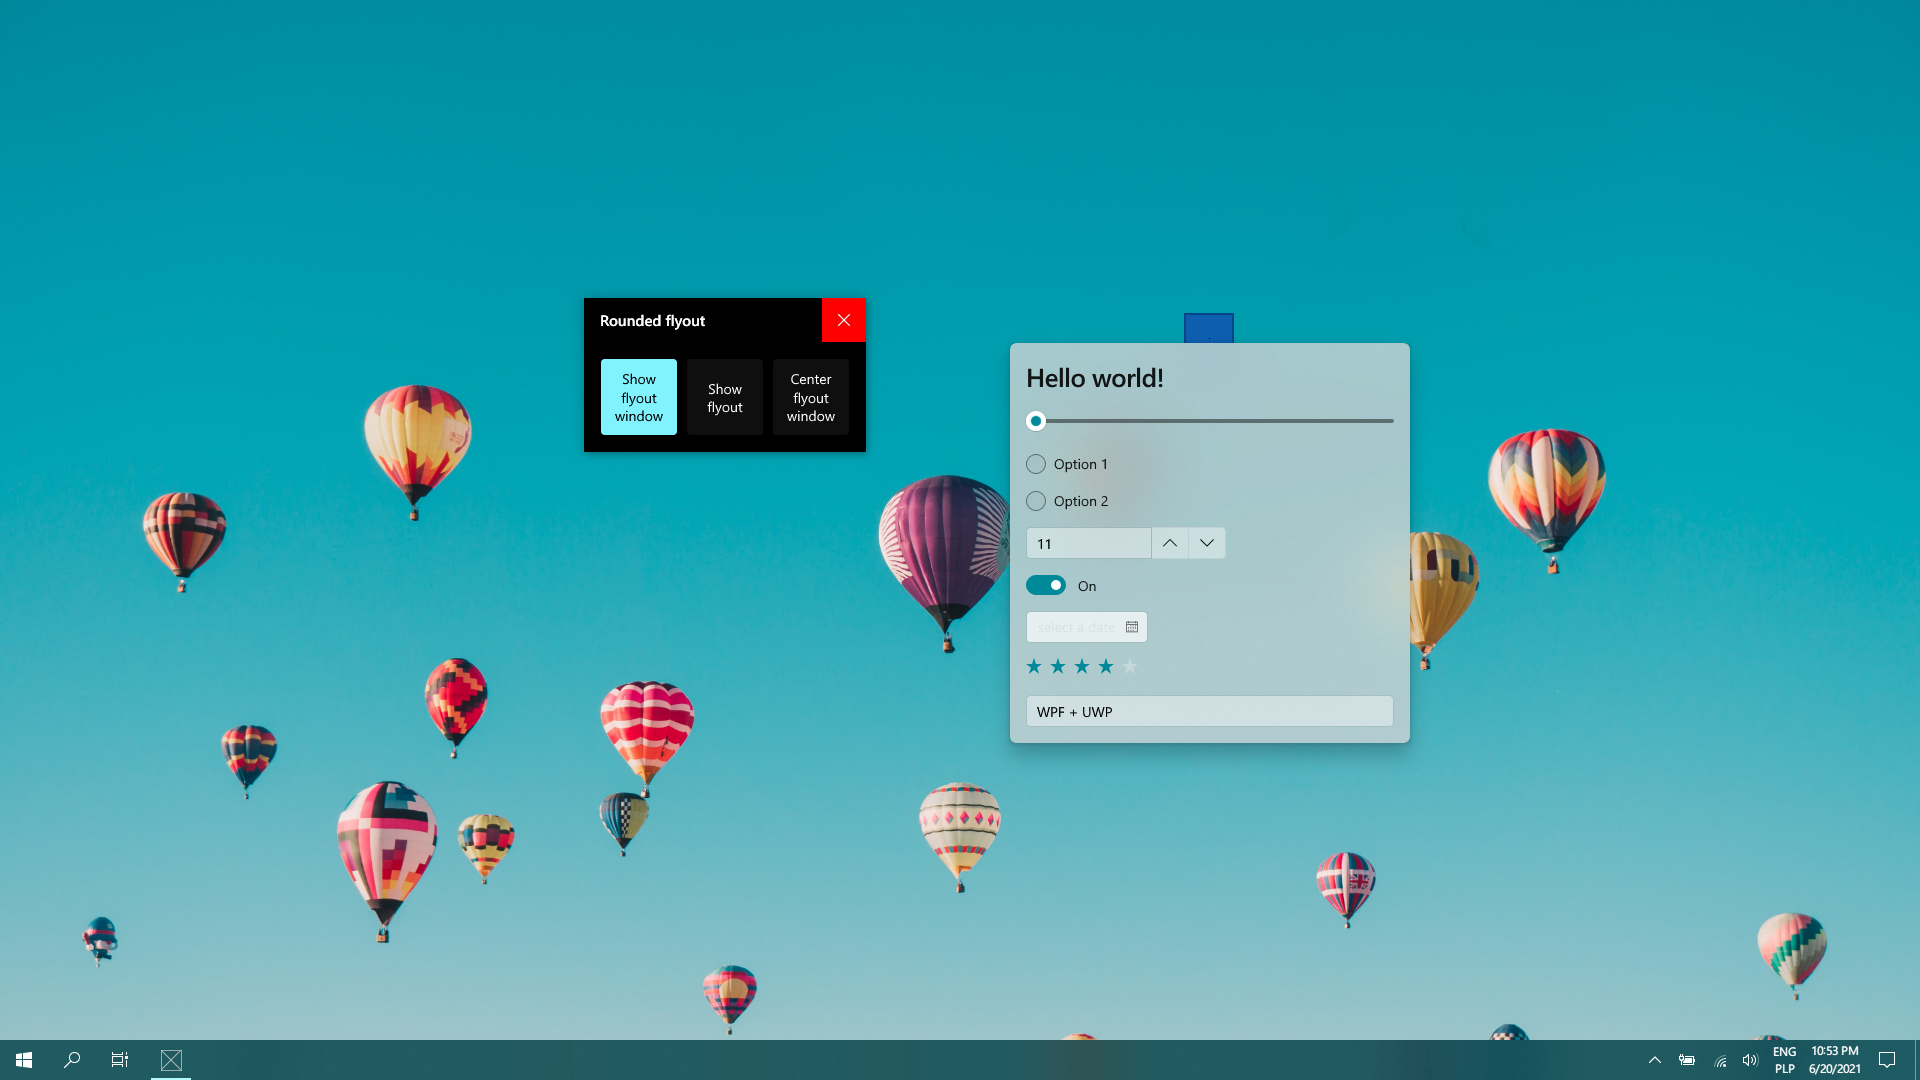 Rounded flyout
Show
flyout
window
Show
flyout
Center
flyout
window
Hello world!
Option 1
Option 2
11
On
select a date
WPF + UWP
ENG
PLP
10:53 PM
6/20/2021